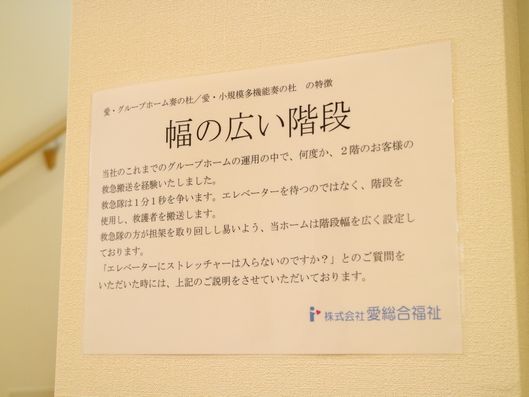 愛・グループホーム奏の杜／愛・小規模多機能奏の杜　の特徴
幅の広い階段
当社のこれまでのグループホームの運用の中で、何度か、２階のお客様の
救急搬送を経験いたしました。
救急隊は１分１秒を争います。エレベーターを待つのではなく、階段を
使用し、救護者を搬送します。
救急隊の方が担架を取り回しし易いよう、当ホームは階段幅を広く設定し
ております。
「エレベーターにストレッチャーは入らないのですか？」とのご質問を
いただいた時には、上記のご説明をさせていただいております。
株式会社 愛総合福祉